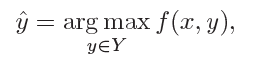 ŷ = arg max f(x, y),
y∈Y